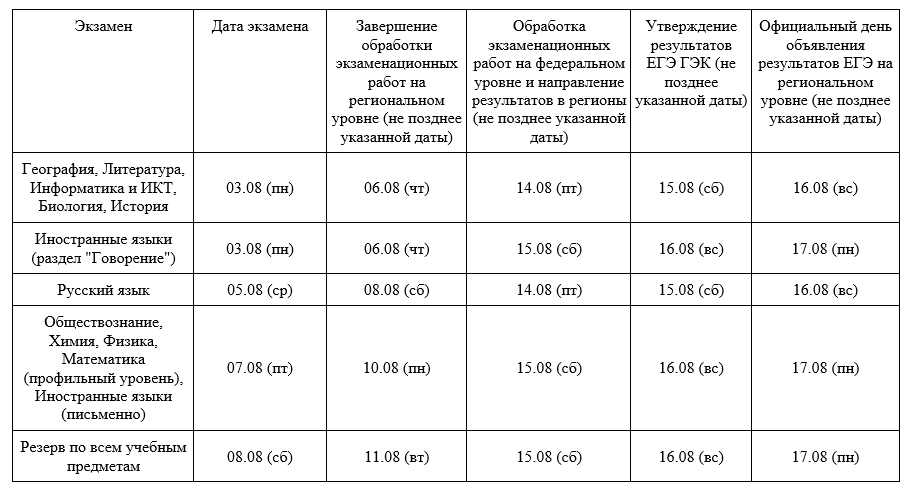 Экзамен
Дата экзамена
Завершение
обработки
экзаменационных
работ на
региональном
уровне (не позднее
указанной даты)
Обработка
экзаменационных
работ на федеральном
уровне и направление
результатов в регионы
(не позднее указанной
даты)
Утверждение
результатов
ЕГЭ ГЭК (не
позднее
указанной даты)
Официальный день
объявления
результатов ЕГЭ на
региональном
уровне (не позднее
указанной даты)
География, Литература,
Информатика и ИКТ,
Биология, История
03.08 (пн)
06.08 (чт)
14.08 (пт)
15.08 (сб)
16.08 (вс)
Иностранные языки
(раздел "Говорение")
03.08 (пн)
06.08 (чт)
15.08 (сб)
16.08 (вс)
17.08 (пн)
Русский язык
05.08 (ср)
08.08 (сб)
14.08 (пт)
15.08 (сб)
16.08 (вс)
Обществознание,
Химия, Физика,
Математика
(профильный уровень),
Иностранные языки
(письменно)
07.08 (пт)
10.08 (пн)
15.08 (сб)
16.08 (вс)
17.08 (пн)
Резерв по всем учебным
предметам
08.08 (сб)
11.08 (вт)
15.08 (сб)
16.08 (вс)
17.08 (пн)